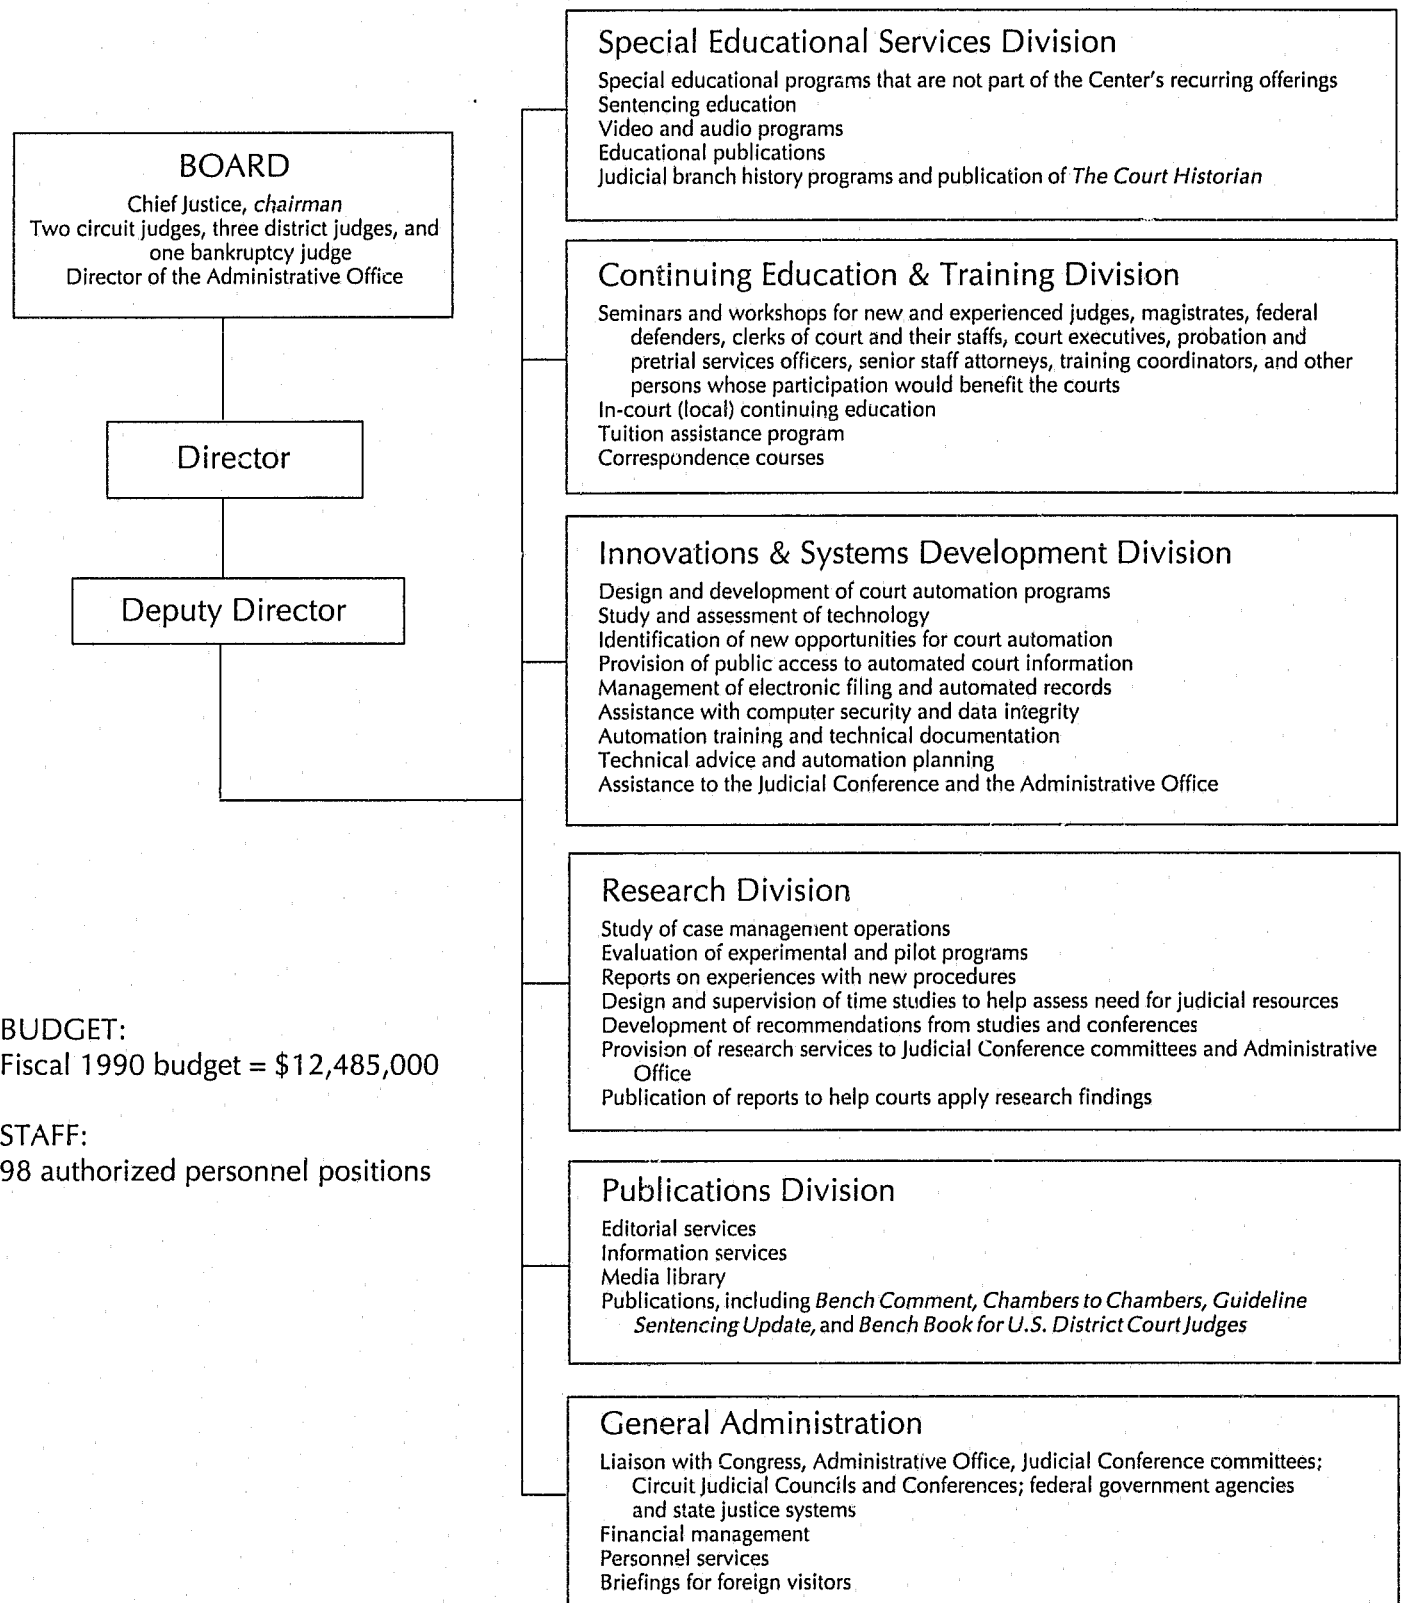 BOARD
Chief Justice, chairman
Two circuit judges, three district judges, and
one bankruptcy judge
Director of the Administrative Office
Director
Deputy Director
BUDGET:
Fiscal 1990 budget = $12,485,000
STAFF:
98 authorized personnel positions
Special Educational Services Division
Special educational programs that are not part of the Center's recurring offerings
Sentencing education
Video and audio programs
Educational publications
Judicial branch history programs and publication of The Court Historian
Continuing Education & Training Division
Seminars and workshops for new and experienced judges, magistrates, federal
defenders, clerks of court and their staffs, court executives, probation and
pretrial services officers, senior staff attorneys, training coordinators, and other
persons whose participation would benefit the courts
In-court (local) continuing education
Tuition assistance program
Correspondence courses
Innovations & Systems Development Division
Design and development of court automation programs
Study and assessment of technology
Identification of new opportunities for court automation
Provision of public access to automated court information
Management of electronic filing and automated records
Assistance with computer security and data integrity
Automation training and technical documentation
Technical advice and automation planning
Assistance to the Judicial Conference and the Administrative Office
Research Division
Study of case management operations
Evaluation of experimental and pilot programs
Reports on experiences with new procedures
Design and supervision of time studies to help assess need for judicial resources
Development of recommendations from studies and conferences
Provision of research services to Judicial Conference committees and Administrative
Office
Publication of reports to help courts apply research findings
Publications Division
Editorial services
Information services
Media library
Publications, including Bench Comment, Chambers to Chambers, Guideline
Sentencing Update, and Bench Book for U.S. District Court Judges
General Administration
Liaison with Congress, Administrative Office, Judicial Conference committees;
Circuit Judicial Councils and Conferences; federal government agencies
and state justice systems
Financial management
Personnel services
Briefings for foreign visitors